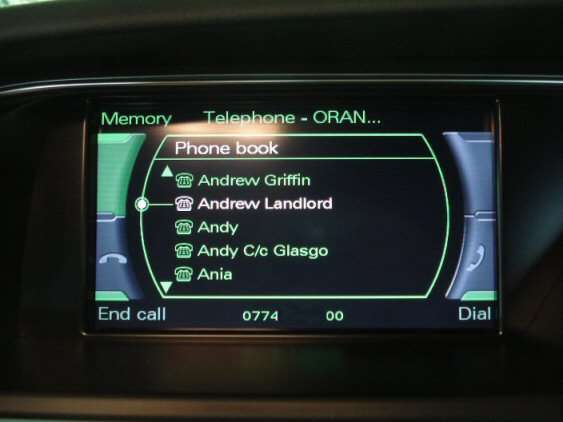 Memory Telephone - ORAN...
Phone book
Andrew Griffin
Andrew Landlord
Andy
Andy C/c Glasgo
Ania
End call 0774 00 Dial